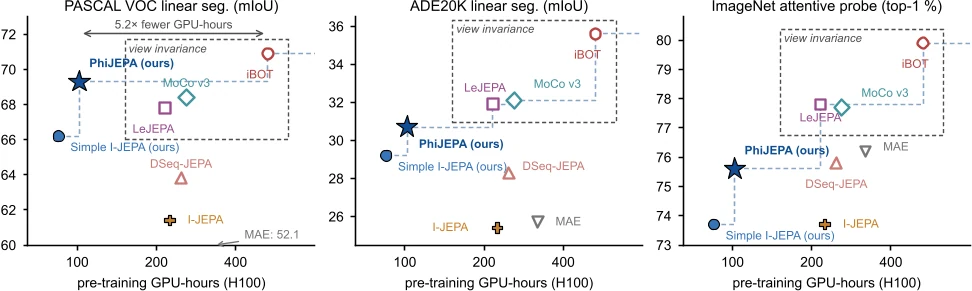 PASCAL VOC linear seg. (mIoU)
5.2× fewer GPU-hours
view invariance
PhiJEPA (ours)
iBOT
MoCo v3
LeJEPA
Simple I-JEPA (ours)
DSeq-JEPA
I-JEPA
MAE: 52.1
72
70
68
66
64
62
60
100
200
400
pre-training GPU-hours (H100)
ADE20K linear seg. (mIoU)
view invariance
iBOT
LeJEPA
MoCo v3
PhiJEPA (ours)
Simple I-JEPA (ours)
DSeq-JEPA
I-JEPA
MAE
36
34
32
30
28
26
100
200
400
pre-training GPU-hours (H100)
ImageNet attentive probe (top-1 %)
view invariance
iBOT
MoCo v3
LeJEPA
PhiJEPA (ours)
MAE
DSeq-JEPA
I-JEPA
Simple I-JEPA (ours)
80
79
78
77
76
75
74
73
100
200
400
pre-training GPU-hours (H100)